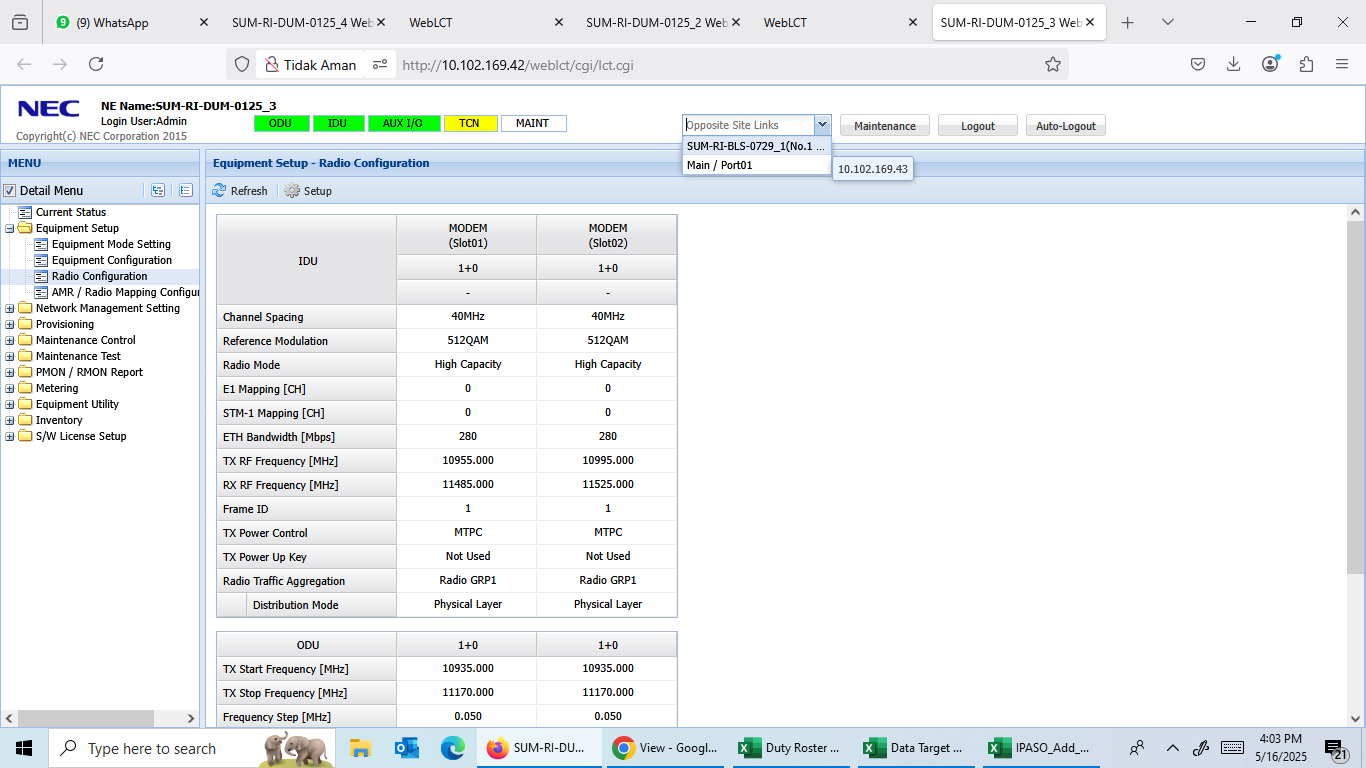 (9) WhatsApp
SUM-RI-DUM-0125_4 Web
WebLCT
SUM-RI-DUM-0125_2 Web
WebLCT
SUM-RI-DUM-0125_3 Web
Tidak Aman
http://10.102.169.42/weblct/cgi/lct.cgi
NEC
NE Name:SUM-RI-DUM-0125_3
Login User:Admin
Copyright(c) NEC Corporation 2015
ODU
IDU
AUX I/O
TCN
MAINT
Opposite Site Links
SUM-RI-BLS-0729_1(No.1 ...
Main / Port01
10.102.169.43
Maintenance
Logout
Auto-Logout
MENU
Detail Menu
Current Status
Equipment Setup
Equipment Mode Setting
Equipment Configuration
Radio Configuration
AMR / Radio Mapping Configur
Network Management Setting
Provisioning
Maintenance Control
Maintenance Test
PMON / RMON Report
Metering
Equipment Utility
Inventory
S/W License Setup
Equipment Setup - Radio Configuration
Refresh
Setup
IDU
MODEM
(Slot01)
MODEM
(Slot02)
1+0 1+0
- -
Channel Spacing 40MHz 40MHz
Reference Modulation 512QAM 512QAM
Radio Mode High Capacity High Capacity
E1 Mapping [CH] 0 0
STM-1 Mapping [CH] 0 0
ETH Bandwidth [Mbps] 280 280
TX RF Frequency [MHz] 10955.000 10995.000
RX RF Frequency [MHz] 11485.000 11525.000
Frame ID 1 1
TX Power Control MTPC MTPC
TX Power Up Key Not Used Not Used
Radio Traffic Aggregation Radio GRP1 Radio GRP1
Distribution Mode Physical Layer Physical Layer
ODU 1+0 1+0
TX Start Frequency [MHz] 10935.000 10935.000
TX Stop Frequency [MHz] 11170.000 11170.000
Frequency Step [MHz] 0.050 0.050
Type here to search
SUM-RI-DU...
View - Googl...
Duty Roster ...
Data Target ...
IPASO_Add_...
4:03 PM
5/16/2025
21